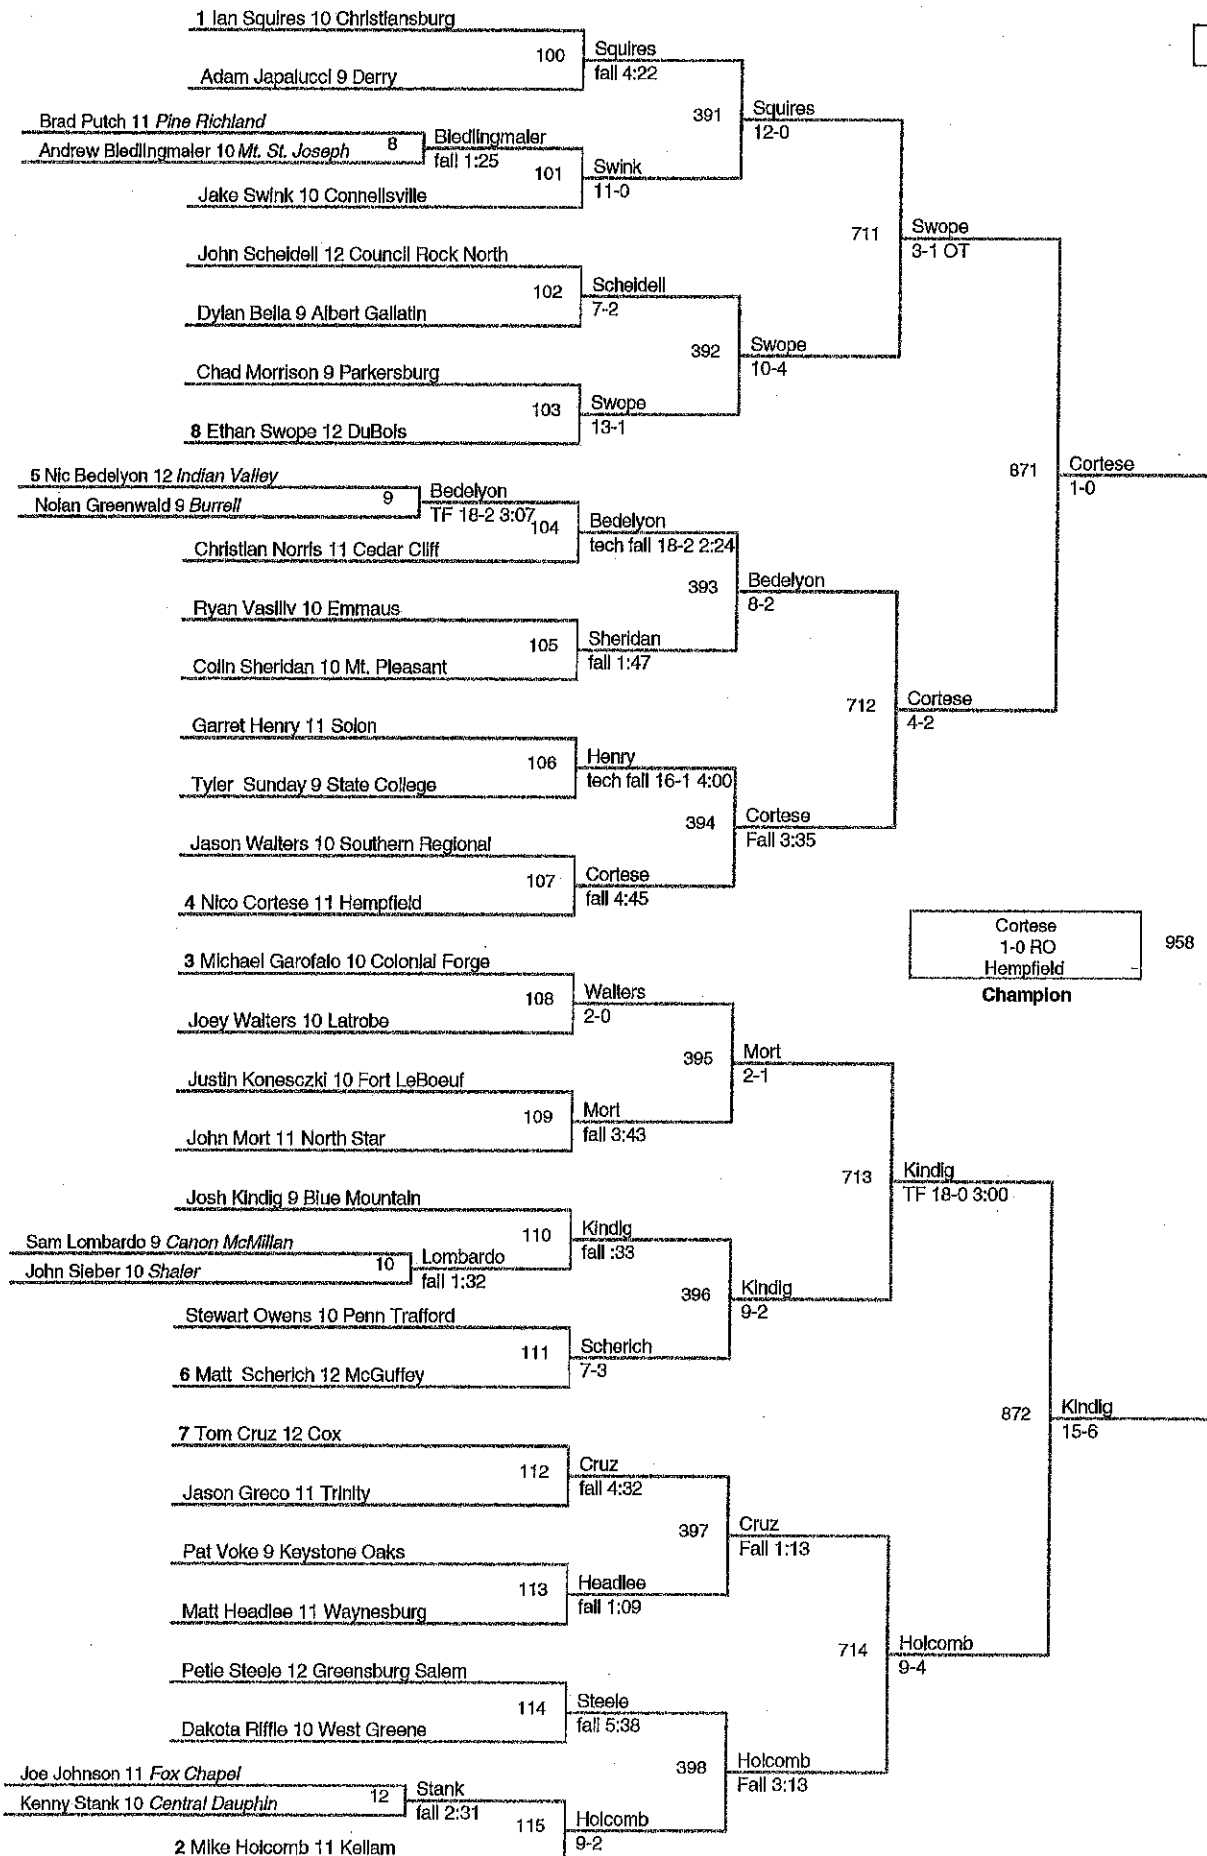 1 Ian Squires 10 Christiansburg
100
Squires
fall 4:22
Adam Japalucci 9 Derry
391
Squires
12-0
Brad Putch 11 Pine Richland
8
Biedlingmaier
fall 1:25
Andrew Biedlingmaier 10 Mt. St. Joseph
101
Swink
11-0
Jake Swink 10 Connellsville
711
Swope
3-1 OT
John Scheidell 12 Council Rock North
102
Scheidell
7-2
Dylan Bella 9 Albert Gallatin
392
Swope
10-4
Chad Morrison 9 Parkersburg
103
Swope
13-1
8 Ethan Swope 12 DuBois
871
Cortese
1-0
5 Nic Bedelyon 12 Indian Valley
9
Bedelyon
TF 18-2 3:07
Nolan Greenwald 9 Burrell
104
Bedelyon
tech fall 18-2 2:24
Christian Norris 11 Cedar Cliff
393
Bedelyon
8-2
Ryan Vasiliv 10 Emmaus
105
Sheridan
fall 1:47
Colin Sheridan 10 Mt. Pleasant
712
Cortese
4-2
Garret Henry 11 Solon
106
Henry
tech fall 16-1 4:00
Tyler Sunday 9 State College
394
Cortese
Fall 3:35
Jason Walters 10 Southern Regional
107
Cortese
fall 4:45
4 Nico Cortese 11 Hempfield
Cortese
1-0 RO
Hempfield
958
Champion
3 Michael Garofalo 10 Colonial Forge
108
Walters
2-0
Joey Walters 10 Latrobe
395
Mort
2-1
Justin Konesczki 10 Fort LeBoeuf
109
Mort
fall 3:43
John Mort 11 North Star
713
Kindig
TF 18-0 3:00
Josh Kindig 9 Blue Mountain
110
Kindig
fall :33
Sam Lombardo 9 Canon McMillan
10
Lombardo
fall 1:32
John Sieber 10 Shaler
396
Kindig
9-2
Stewart Owens 10 Penn Trafford
111
Scherich
7-3
6 Matt Scherich 12 McGuffey
872
Kindig
15-6
7 Tom Cruz 12 Cox
112
Cruz
fall 4:32
Jason Greco 11 Trinity
397
Cruz
Fall 1:13
Pat Voke 9 Keystone Oaks
113
Headlee
fall 1:09
Matt Headlee 11 Waynesburg
714
Holcomb
9-4
Petie Steele 12 Greensburg Salem
114
Steele
fall 5:38
Dakota Riffle 10 West Greene
398
Holcomb
Fall 3:13
Joe Johnson 11 Fox Chapel
12
Stank
fall 2:31
Kenny Stank 10 Central Dauphin
115
Holcomb
9-2
2 Mike Holcomb 11 Kellam